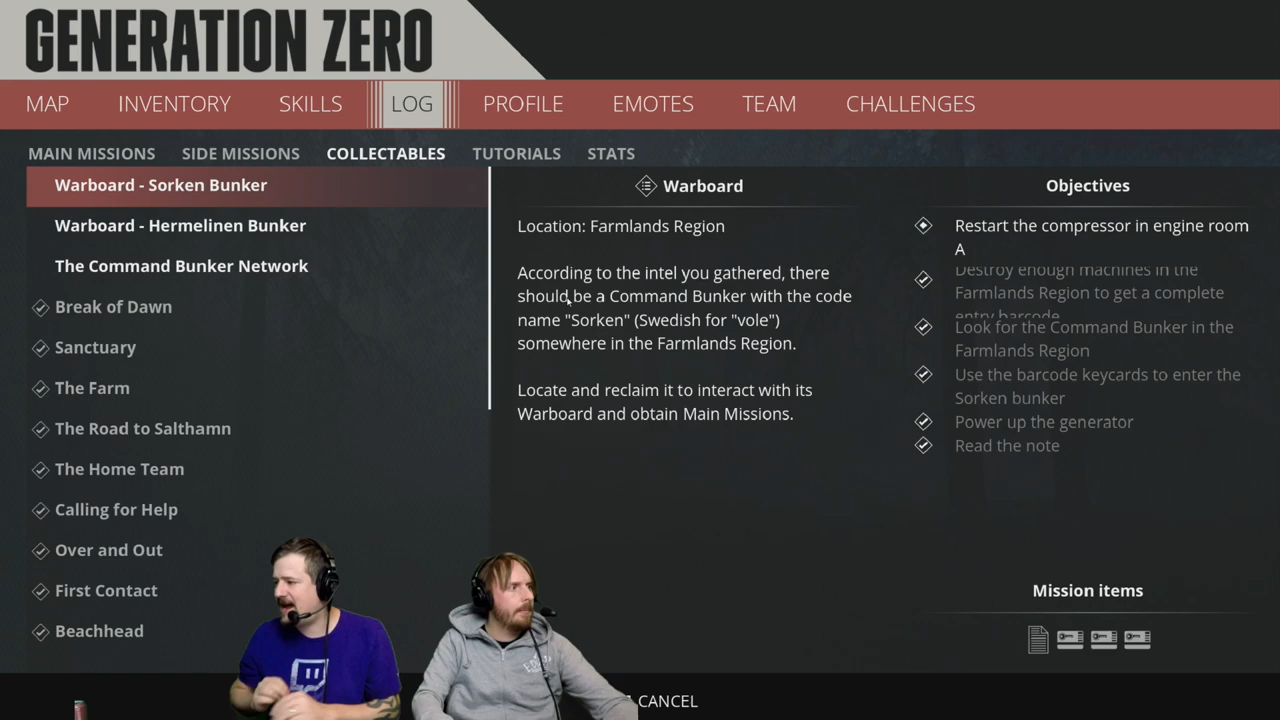 GENERATION ZERO
MAP INVENTORY SKILLS LOG PROFILE EMOTES TEAM CHALLENGES
MAIN MISSIONS SIDE MISSIONS COLLECTABLES TUTORIALS STATS
Warboard - Sorken Bunker
Warboard - Hermelinen Bunker
The Command Bunker Network
Break of Dawn
Sanctuary
The Farm
The Road to Salthamn
The Home Team
Calling for Help
Over and Out
First Contact
Beachhead
Warboard
Location: Farmlands Region
According to the intel you gathered, there
should be a Command Bunker with the code
name "Sorken" (Swedish for "vole")
somewhere in the Farmlands Region.
Locate and reclaim it to interact with its
Warboard and obtain Main Missions.
Objectives
Restart the compressor in engine room
A
Destroy enough machines in the
Farmlands Region to get a complete
entry barcode
Look for the Command Bunker in the
Farmlands Region
Use the barcode keycards to enter the
Sorken bunker
Power up the generator
Read the note
Mission items
CANCEL